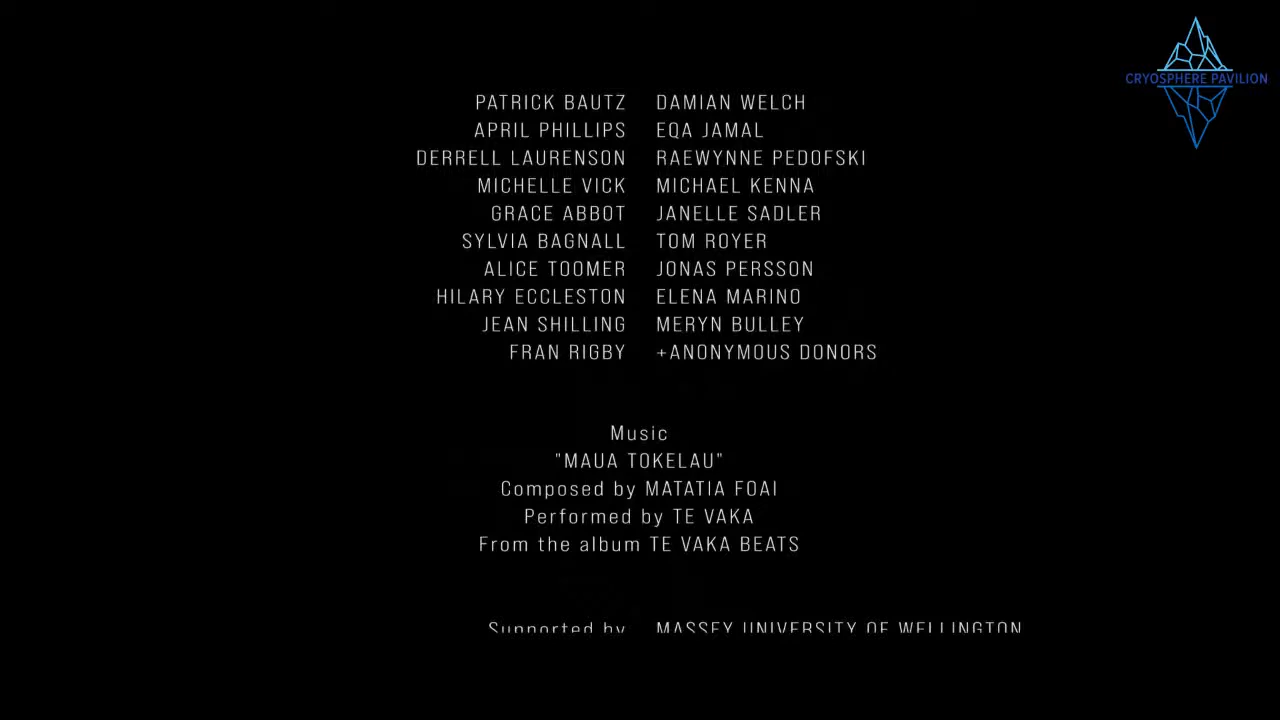 CRYOSPHERE PAVILION
PATRICK BAUTZ DAMIAN WELCH
APRIL PHILLIPS EQA JAMAL
DERRELL LAURENSON RAEWYNNE PEDOFSKI
MICHELLE VICK MICHAEL KENNA
GRACE ABBOT JANELLE SADLER
SYLVIA BAGNALL TOM ROYER
ALICE TOOMER JONAS PERSSON
HILARY ECCLESTON ELENA MARINO
JEAN SHILLING MERYN BULLEY
FRAN RIGBY +ANONYMOUS DONORS
Music
"MAUA TOKELAU"
Composed by MATATIA FOAI
Performed by TE VAKA
From the album TE VAKA BEATS
Supported by MASSEY UNIVERSITY OF WELLINGTON